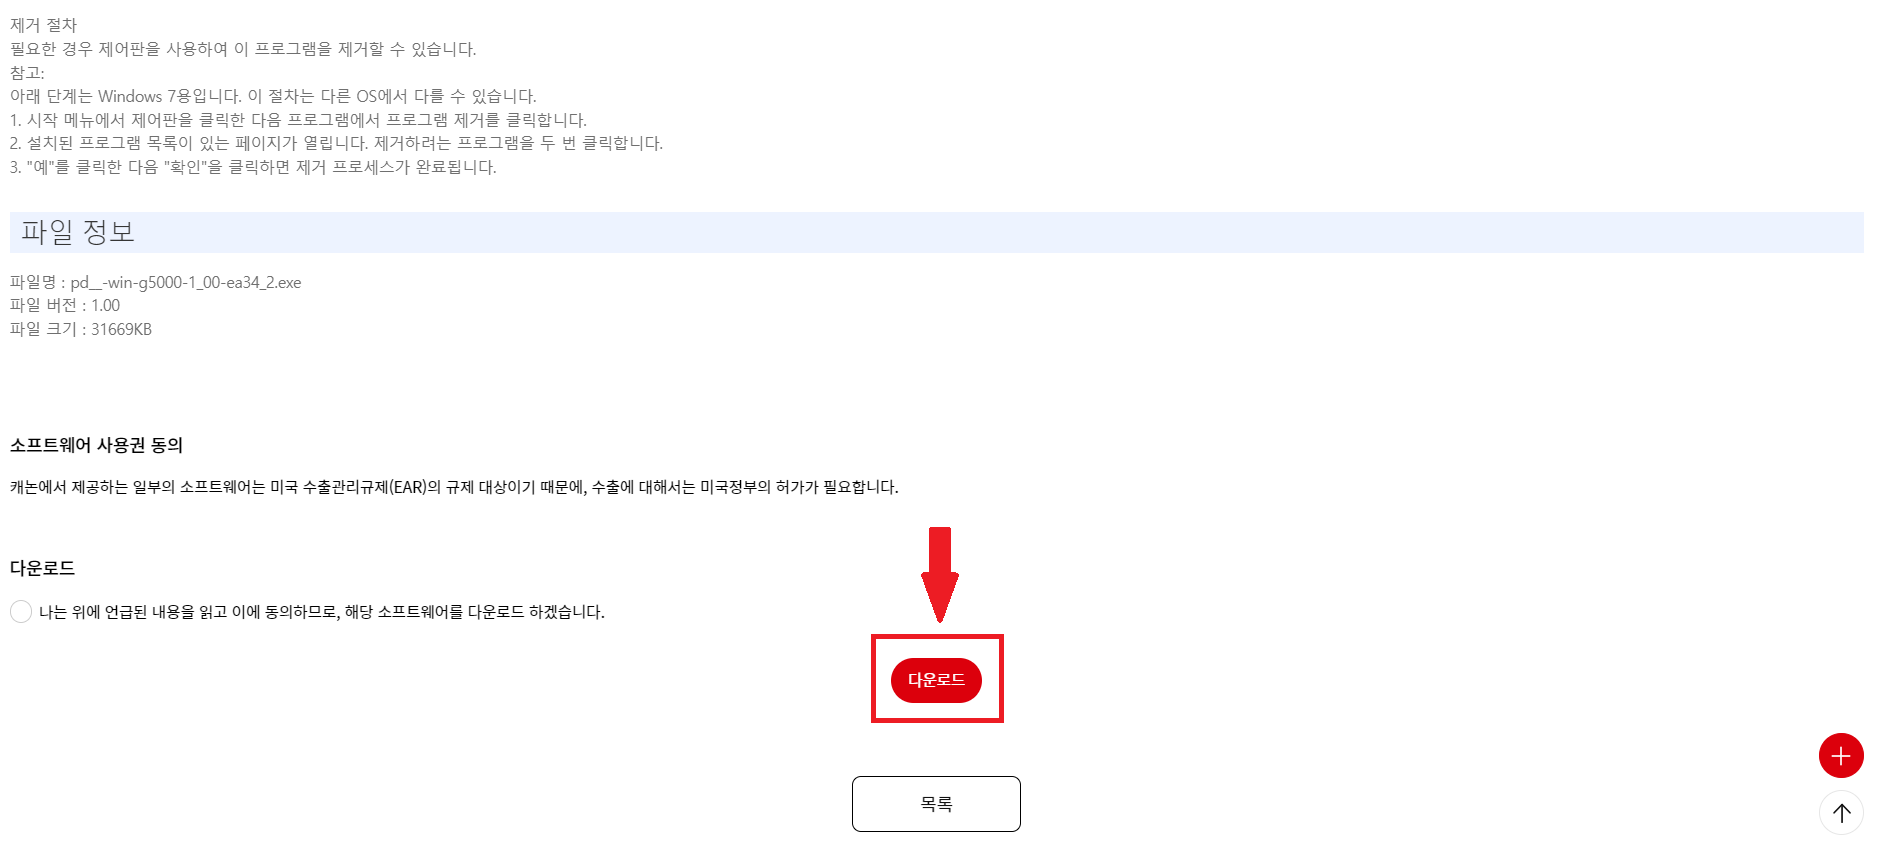 제거 절차
필요한 경우 제어판을 사용하여 이 프로그램을 제거할 수 있습니다.
참고:
아래 단계는 Windows 7용입니다. 이 절차는 다른 OS에서 다를 수 있습니다.
1. 시작 메뉴에서 제어판을 클릭한 다음 프로그램에서 프로그램 제거를 클릭합니다.
2. 설치된 프로그램 목록이 있는 페이지가 열립니다. 제거하려는 프로그램을 두 번 클릭합니다.
3. "예"를 클릭한 다음 "확인"을 클릭하면 제거 프로세스가 완료됩니다.
파일 정보
파일명 : pd__-win-g5000-1_00-ea34_2.exe
파일 버전 : 1.00
파일 크기 : 31669KB
소프트웨어 사용권 동의
캐논에서 제공하는 일부의 소프트웨어는 미국 수출관리규제(EAR)의 규제 대상이기 때문에, 수출에 대해서는 미국정부의 허가가 필요합니다.
다운로드
나는 위에 언급된 내용을 읽고 이에 동의하므로, 해당 소프트웨어를 다운로드 하겠습니다.
다운로드
목록